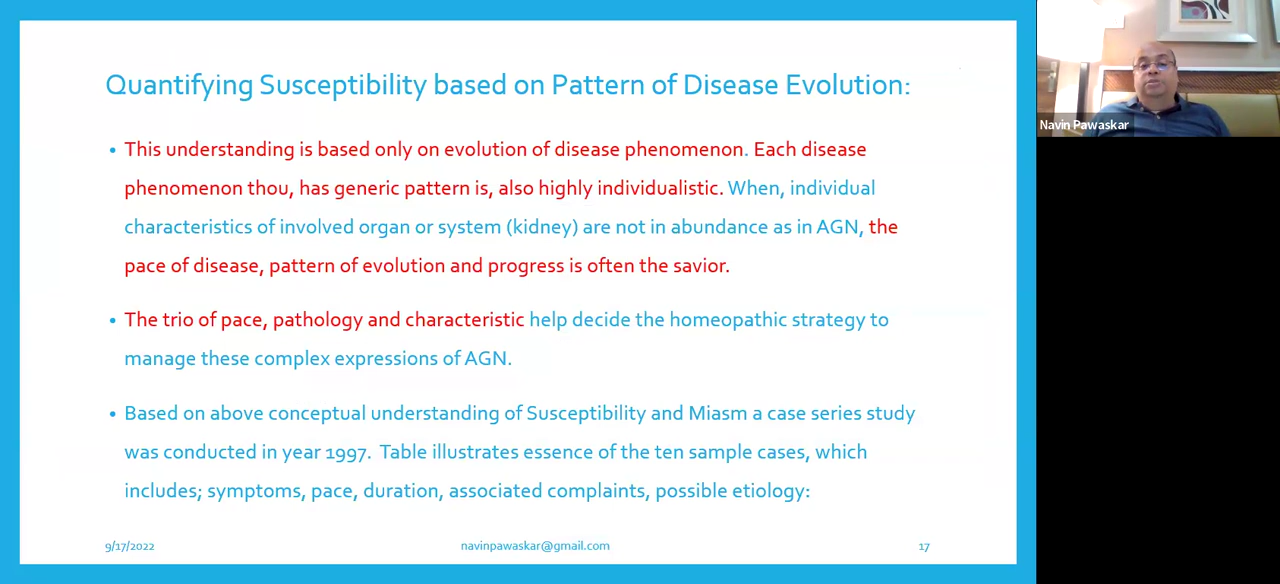 Quantifying Susceptibility based on Pattern of Disease Evolution:
• This understanding is based only on evolution of disease phenomenon. Each disease
phenomenon thou, has generic pattern is, also highly individualistic. When, individual
characteristics of involved organ or system (kidney) are not in abundance as in AGN, the
pace of disease, pattern of evolution and progress is often the savior.
• The trio of pace, pathology and characteristic help decide the homeopathic strategy to
manage these complex expressions of AGN.
• Based on above conceptual understanding of Susceptibility and Miasm a case series study
was conducted in year 1997. Table illustrates essence of the ten sample cases, which
includes; symptoms, pace, duration, associated complaints, possible etiology:
9/17/2022
navinpawaskar@gmail.com
17
Navin Pawaskar